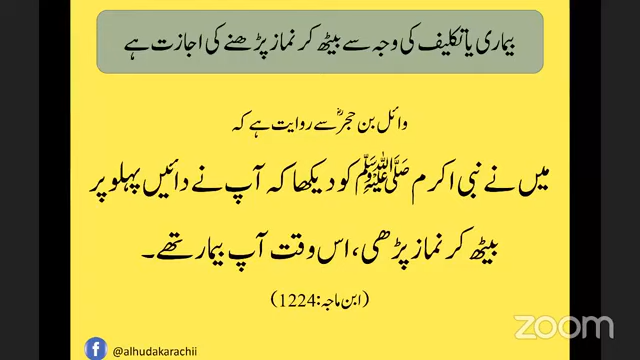 بیماری یا تکلیف کی وجہ سے بیٹھ کر نماز پڑھنے کی اجازت ہے
وائل بن حجرؓ سے روایت ہے کہ
میں نے نبی اکرم ﷺ کو دیکھا کہ آپ نے دائیں پہلو پر
بیٹھ کر نماز پڑھی، اس وقت آپ بیمار تھے۔
(ابن ماجہ:1224)
zoom
@alhudakarachii